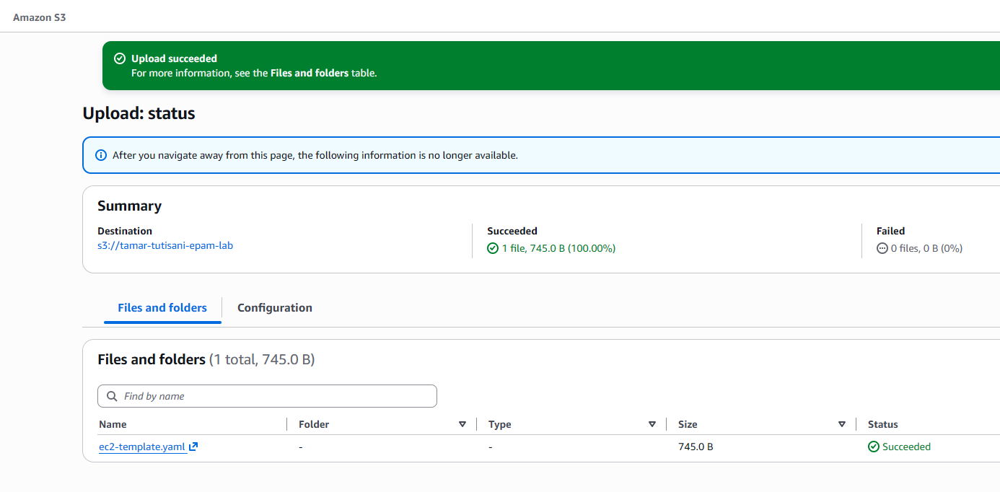 Amazon S3
Upload succeeded
For more information, see the Files and folders table.
Upload: status
After you navigate away from this page, the following information is no longer available.
Summary
Destination
s3://tamar-tutisani-epam-lab
Succeeded
1 file, 745.0 B (100.00%)
Failed
0 files, 0 B (0%)
Files and folders
Configuration
Files and folders (1 total, 745.0 B)
Find by name
Name Folder Type Size Status
ec2-template.yaml - - 745.0 B Succeeded